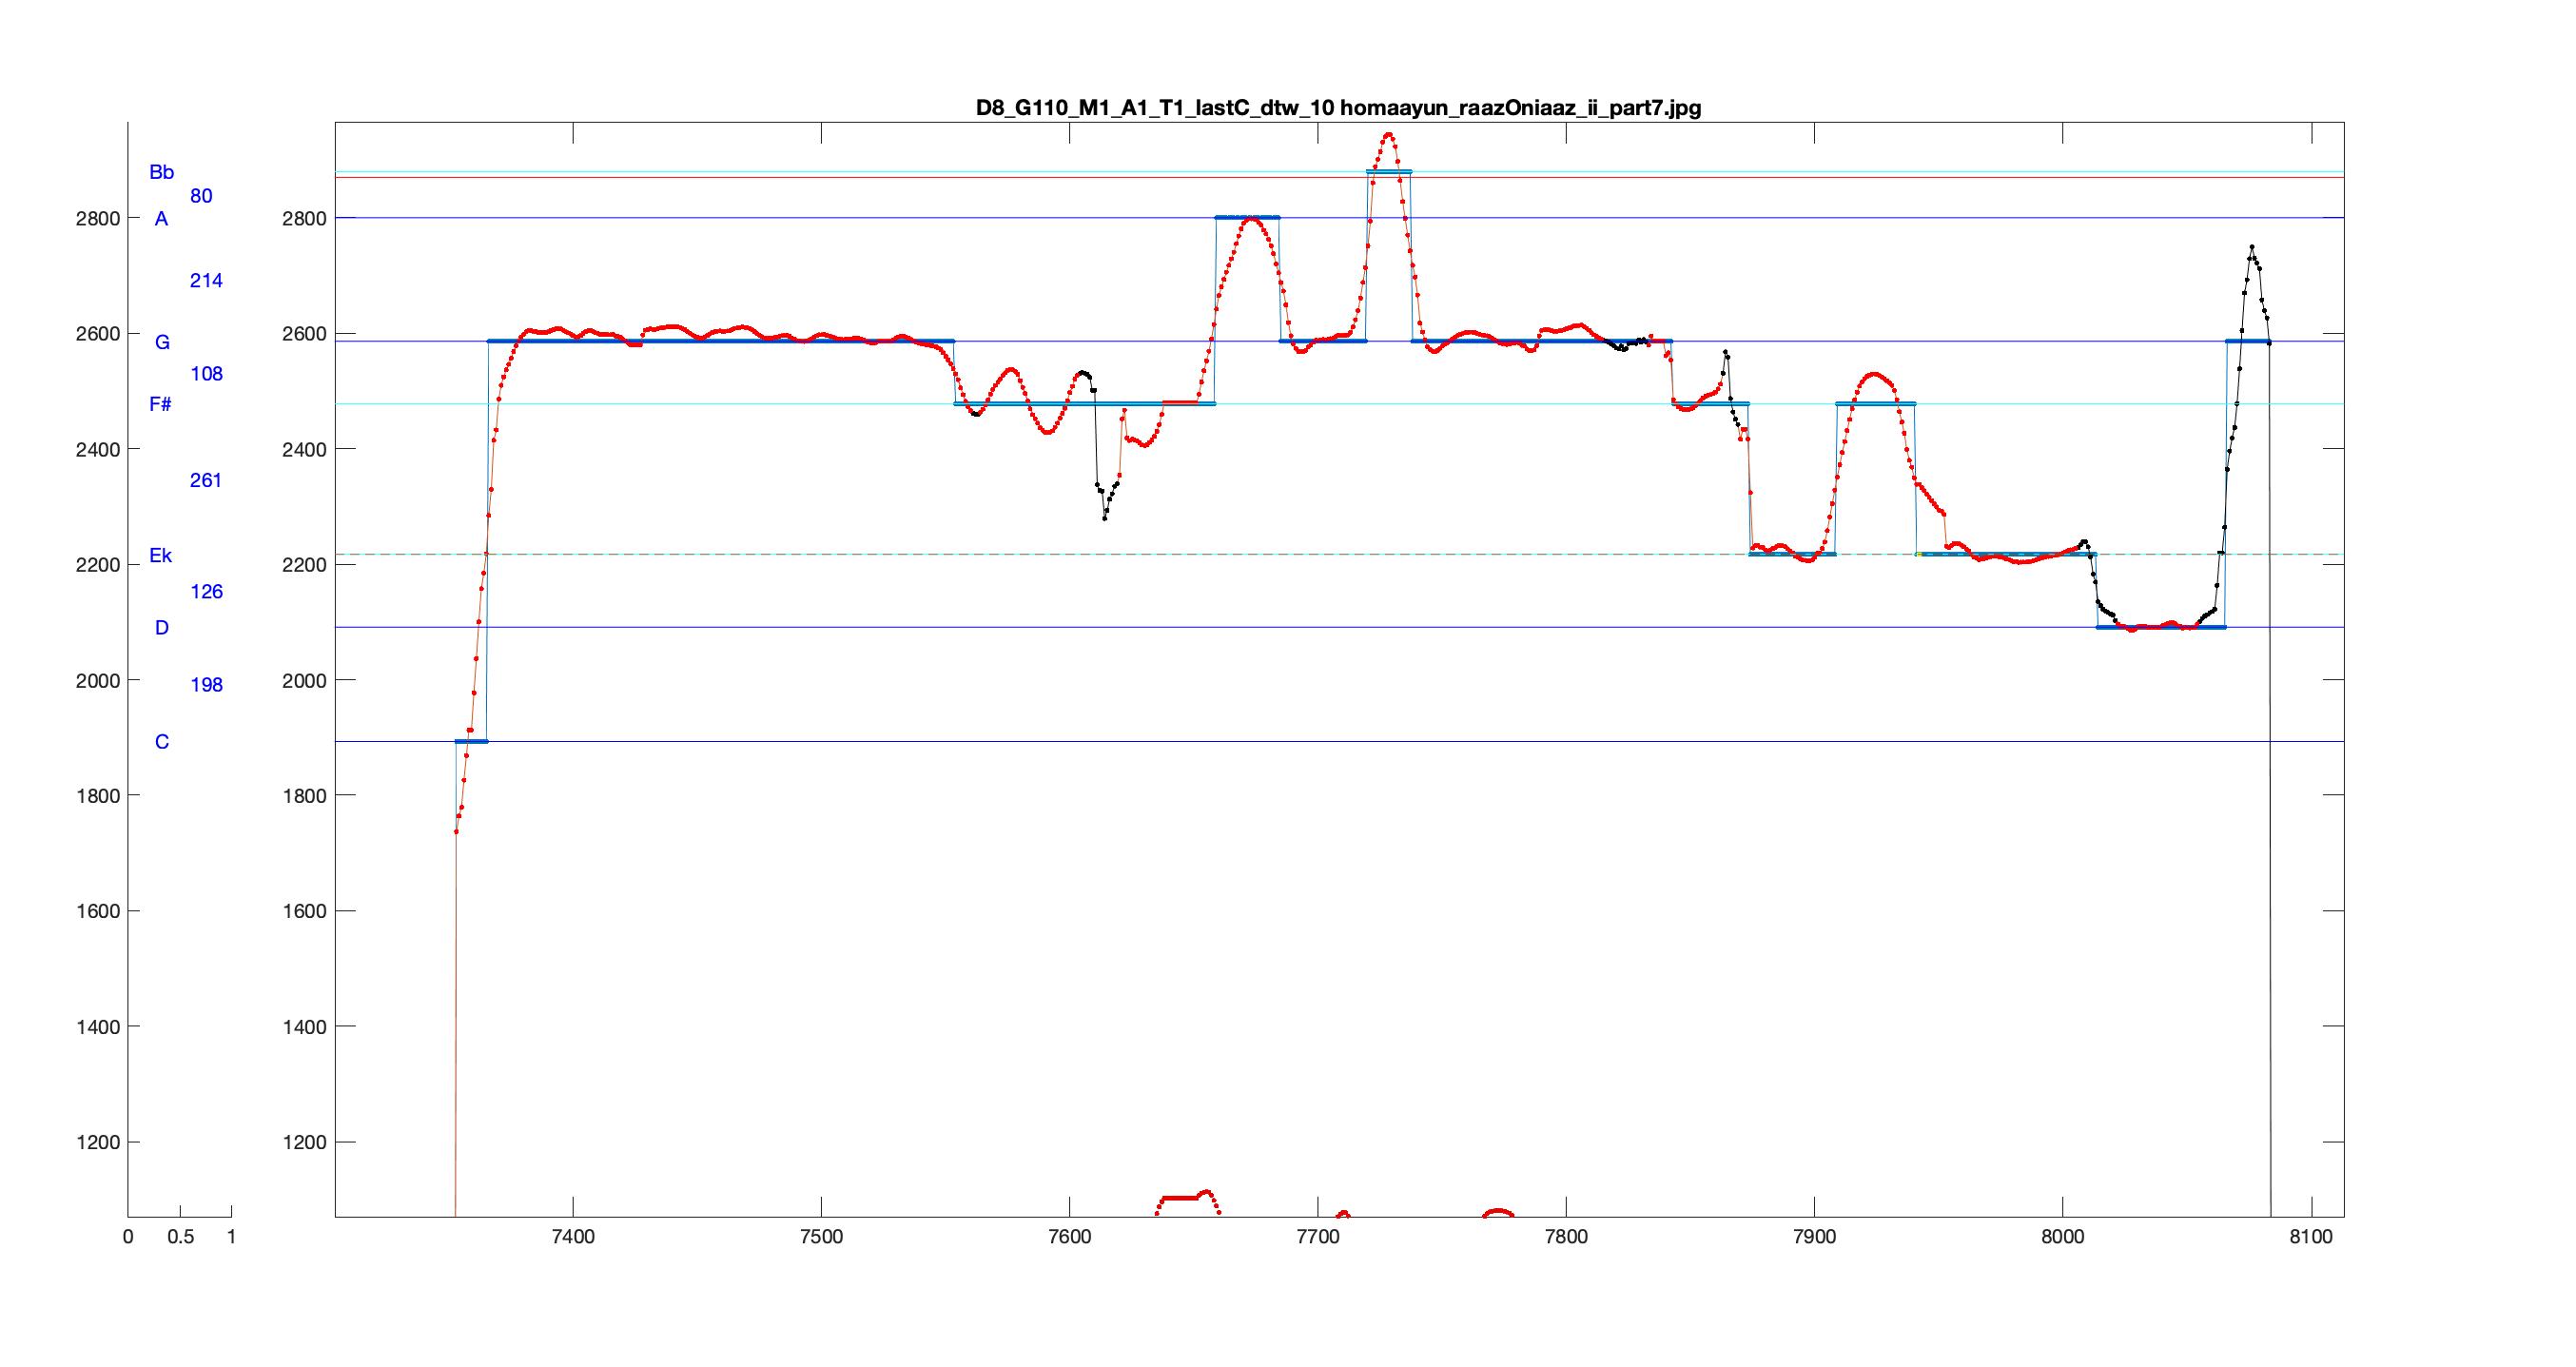 D8_G110_M1_A1_T1_lastC_dtw_10 homaayun_raazOniaaz_ii_part7.jpg
Bb
80
2800 A 2800
214
2600 2600
G
108
F#
2400 2400
261
Ek
2200 2200
126
D
2000 198 2000
C
1800 1800
1600 1600
1400 1400
1200 1200
0 0.5 1 7400 7500 7600 7700 7800 7900 8000 8100